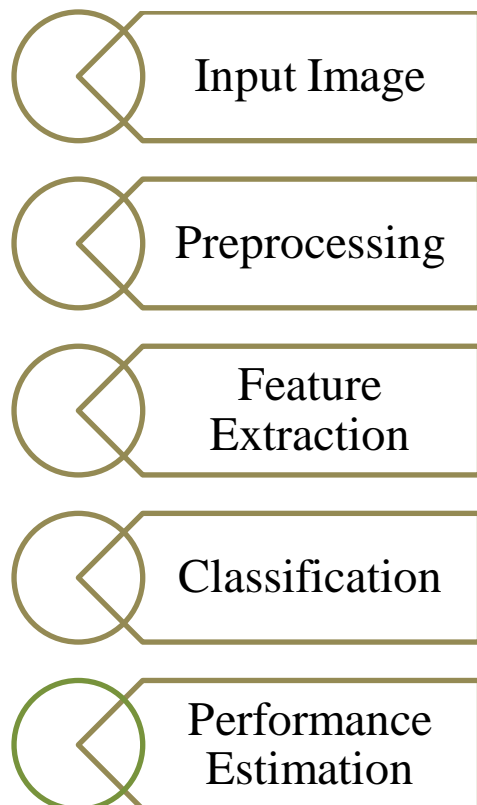 Input Image
Preprocessing
Feature
Extraction
Classification
Performance
Estimation